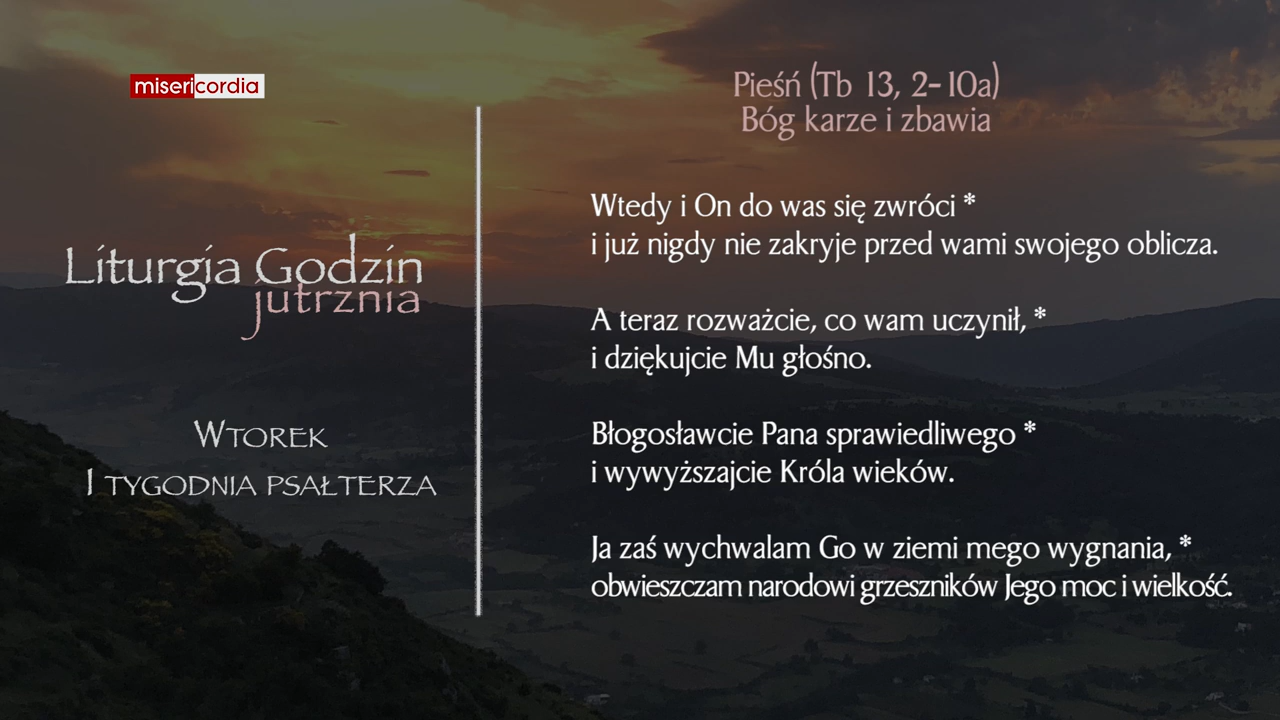 misericordia
Liturgia Godzin
jutrznia
Wtorek
I tygodnia psałterza
Pieśń (Tb 13, 2-10a)
Bóg karze i zbawia
Wtedy i On do was się zwróci *
i już nigdy nie zakryje przed wami swojego oblicza.
A teraz rozważcie, co wam uczynił, *
i dziękujcie Mu głośno.
Błogosławcie Pana sprawiedliwego *
i wywyższajcie Króla wieków.
Ja zaś wychwalam Go w ziemi mego wygnania, *
obwieszczam narodowi grzeszników Jego moc i wielkość.